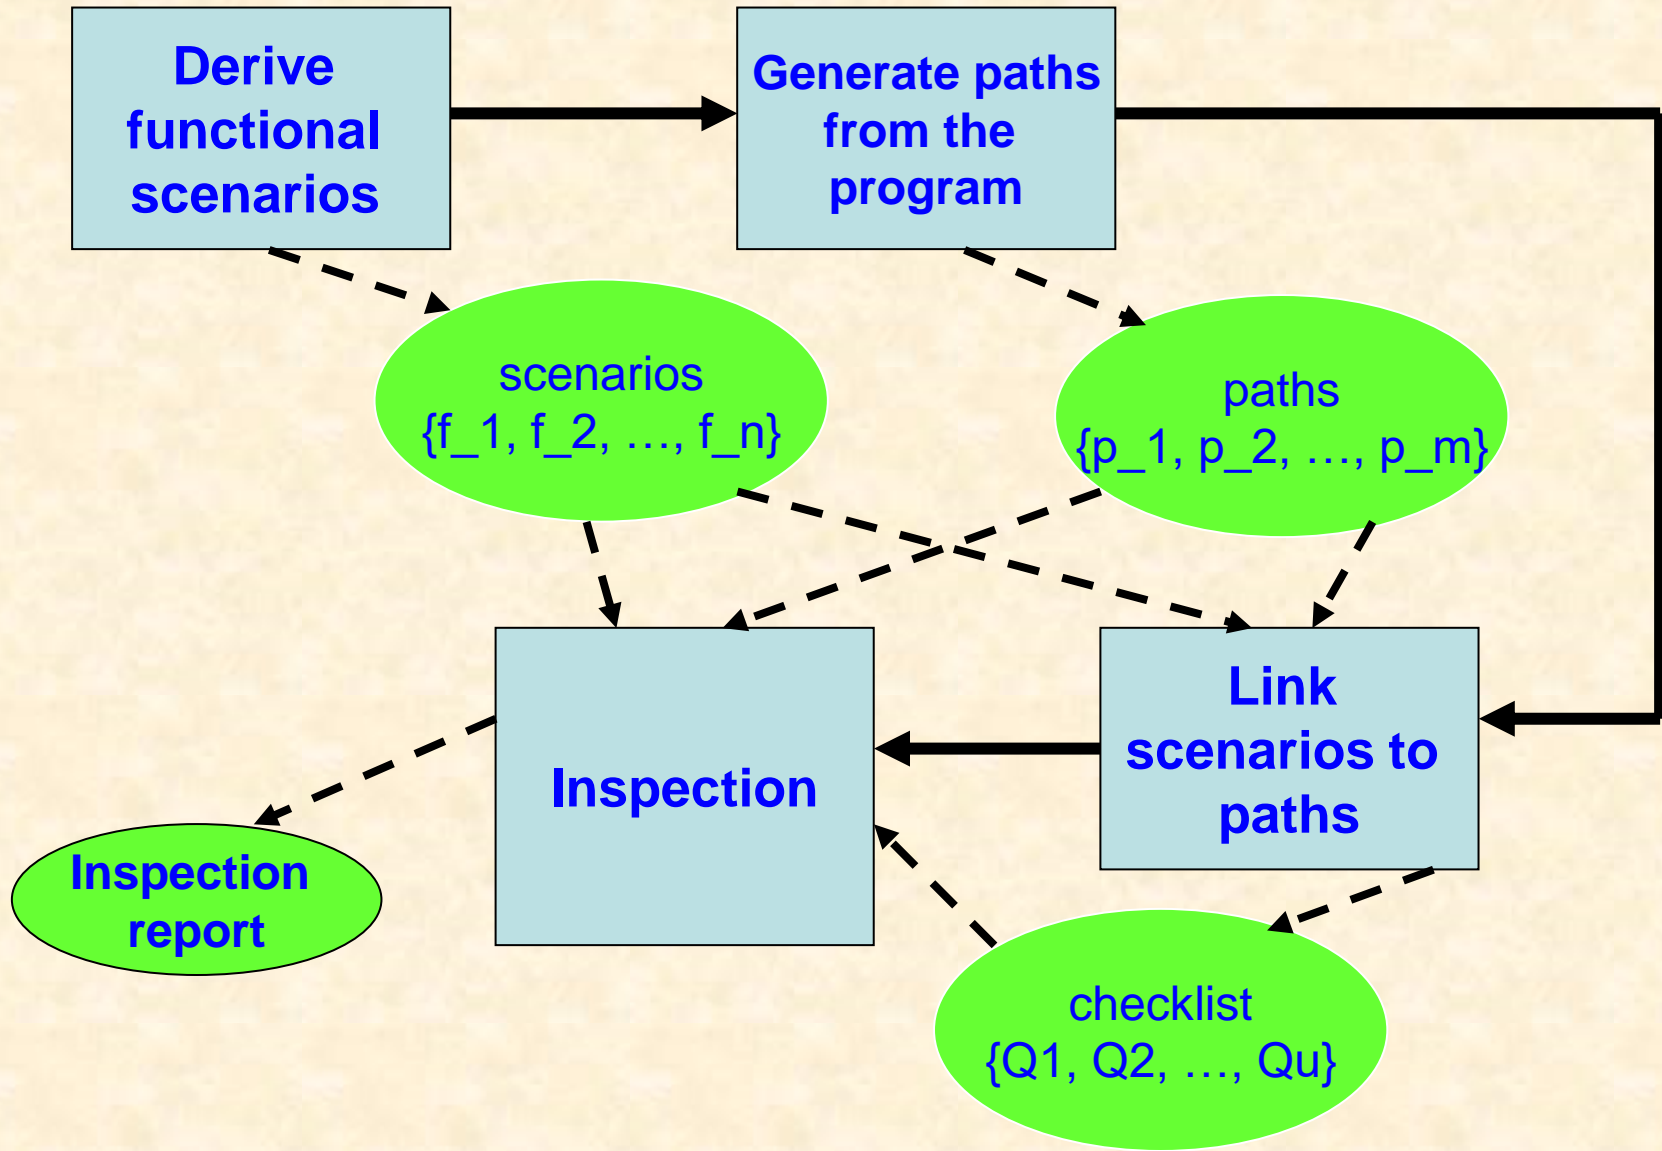 Derive
functional
scenarios
Generate paths
from the
program
scenarios
{f_1, f_2, …, f_n}
paths
{p_1, p_2, …, p_m}
Inspection
Link
scenarios to
paths
Inspection
report
checklist
{Q1, Q2, …, Qu}